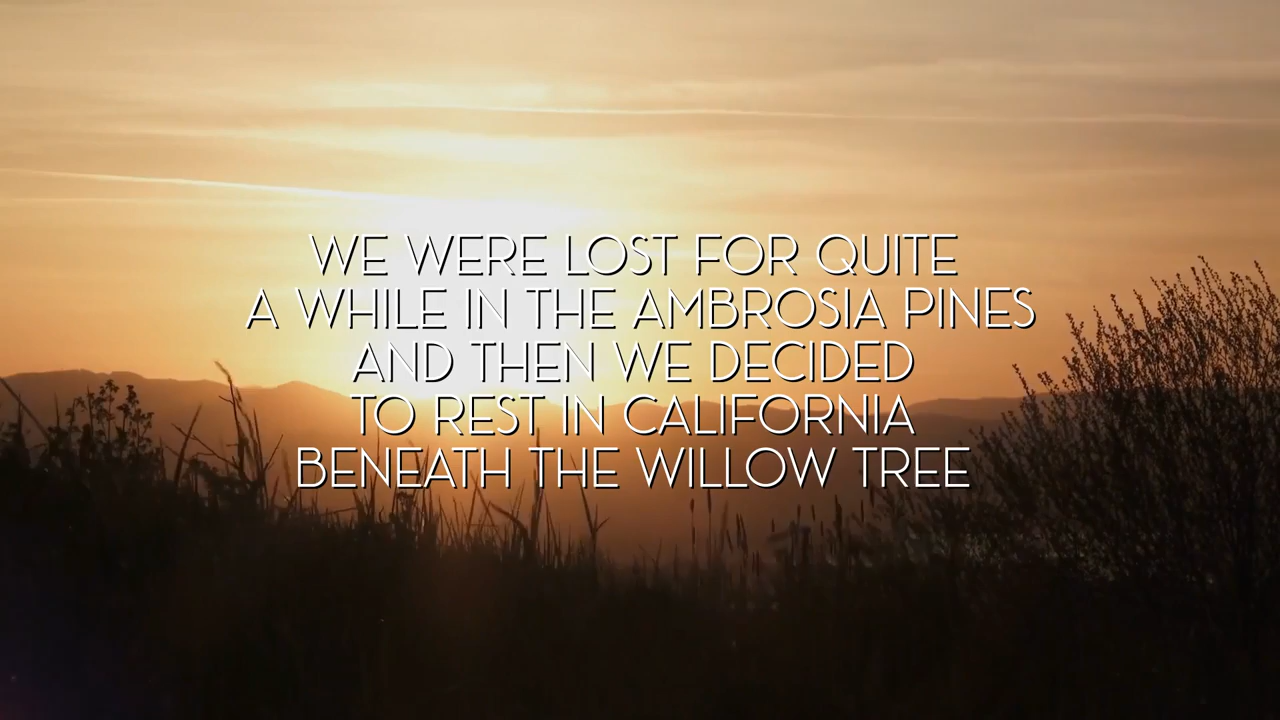 WE WERE LOST FOR QUITE
A WHILE IN THE AMBROSIA PINES
AND THEN WE DECIDED
TO REST IN CALIFORNIA
BENEATH THE WILLOW TREE